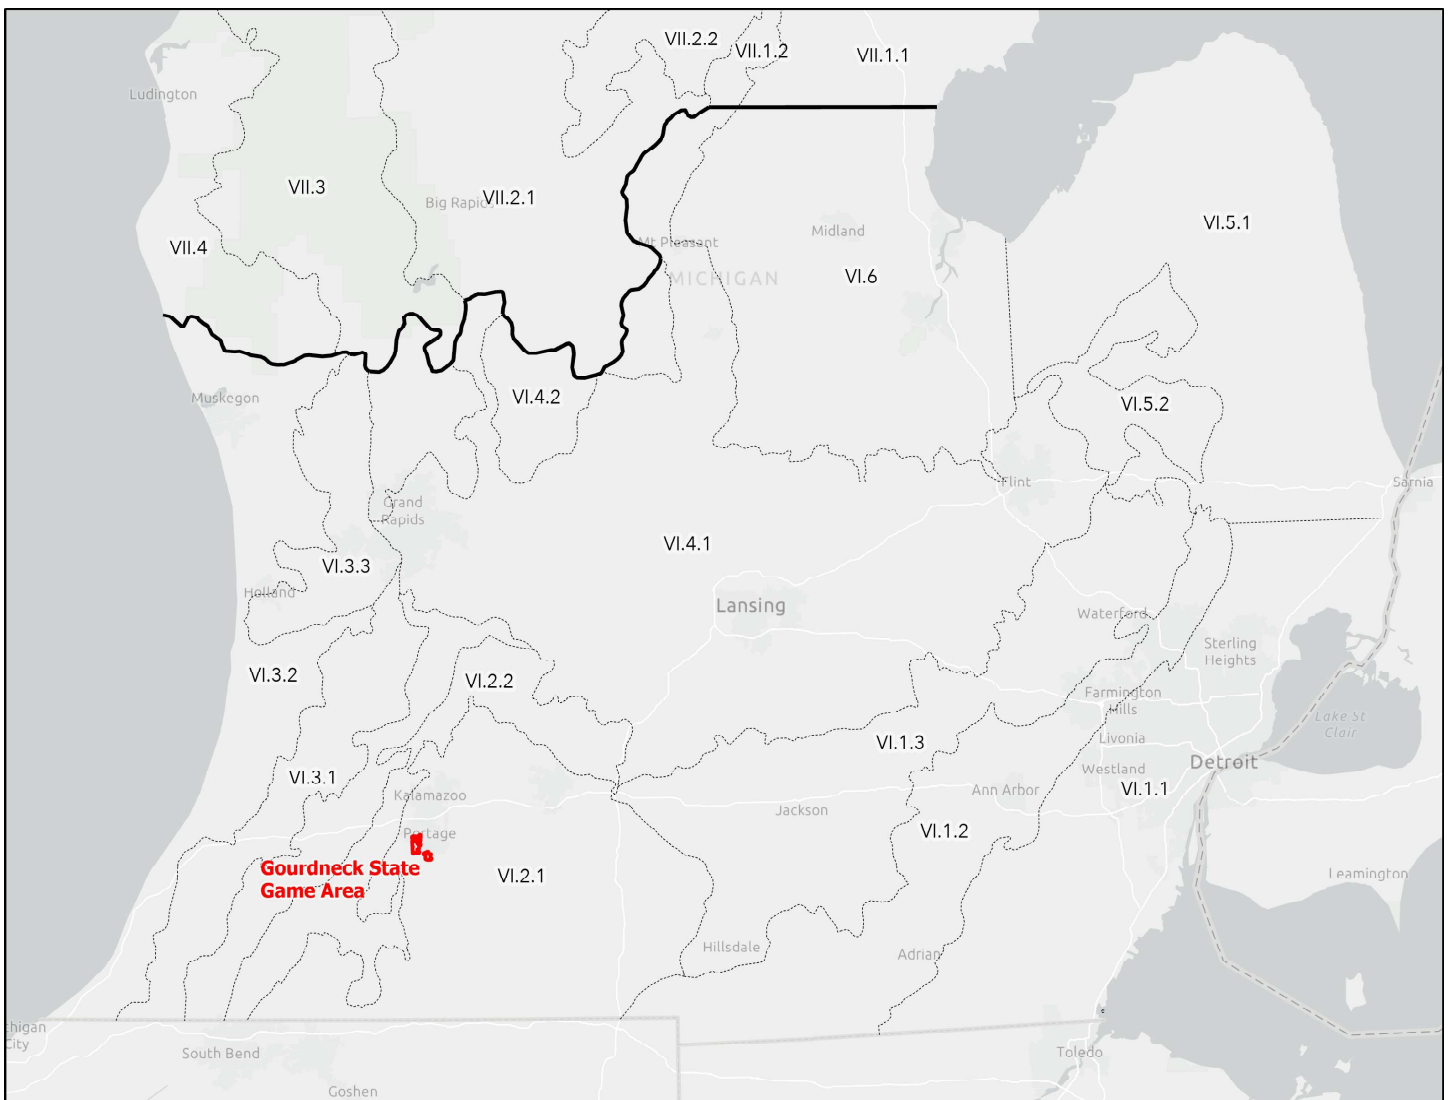 VII.2.2
VII.1.2
VII.1.1
Ludington
VII.3
Big Rapids
VII.2.1
VI.5.1
VII.4
Mt Pleasant
Midland
MICHIGAN
VI.6
Muskegon
VI.4.2
VI.5.2
Flint
Sarnia
Grand
Rapids
VI.4.1
VI.3.3
Holland
Lansing
Waterford
Sterling
Heights
VI.3.2
VI.2.2
Farmington
Hills
Lake St
Clair
VI.1.3
Livonia
Detroit
VI.3.1
Westland
VI.1.1
Kalamazoo
Ann Arbor
Jackson
Portage
VI.1.2
Gourdneck State
Game Area
VI.2.1
Leamington
Hillsdale
Adrian
chigan
City
South Bend
Toledo
Goshen